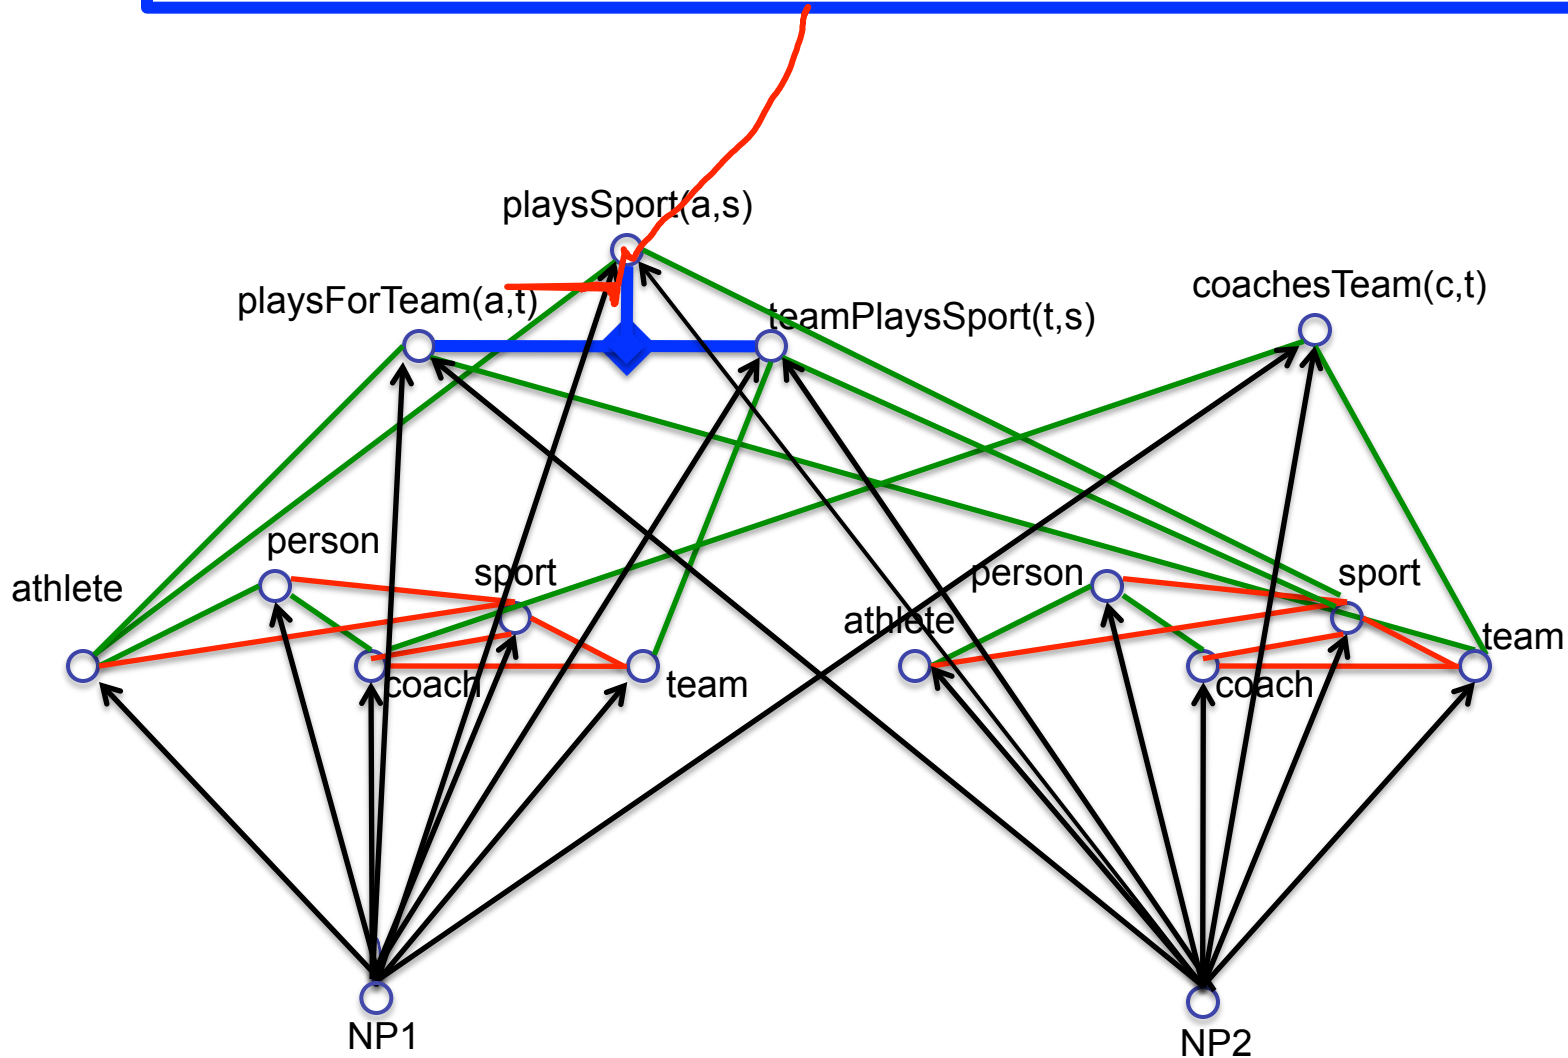 playsSport(a,s)
playsForTeam(a,t)
teamPlaysSport(t,s)
coachesTeam(c,t)
person
sport
athlete
coach
team
person
sport
athlete
coach
team
NP1
NP2